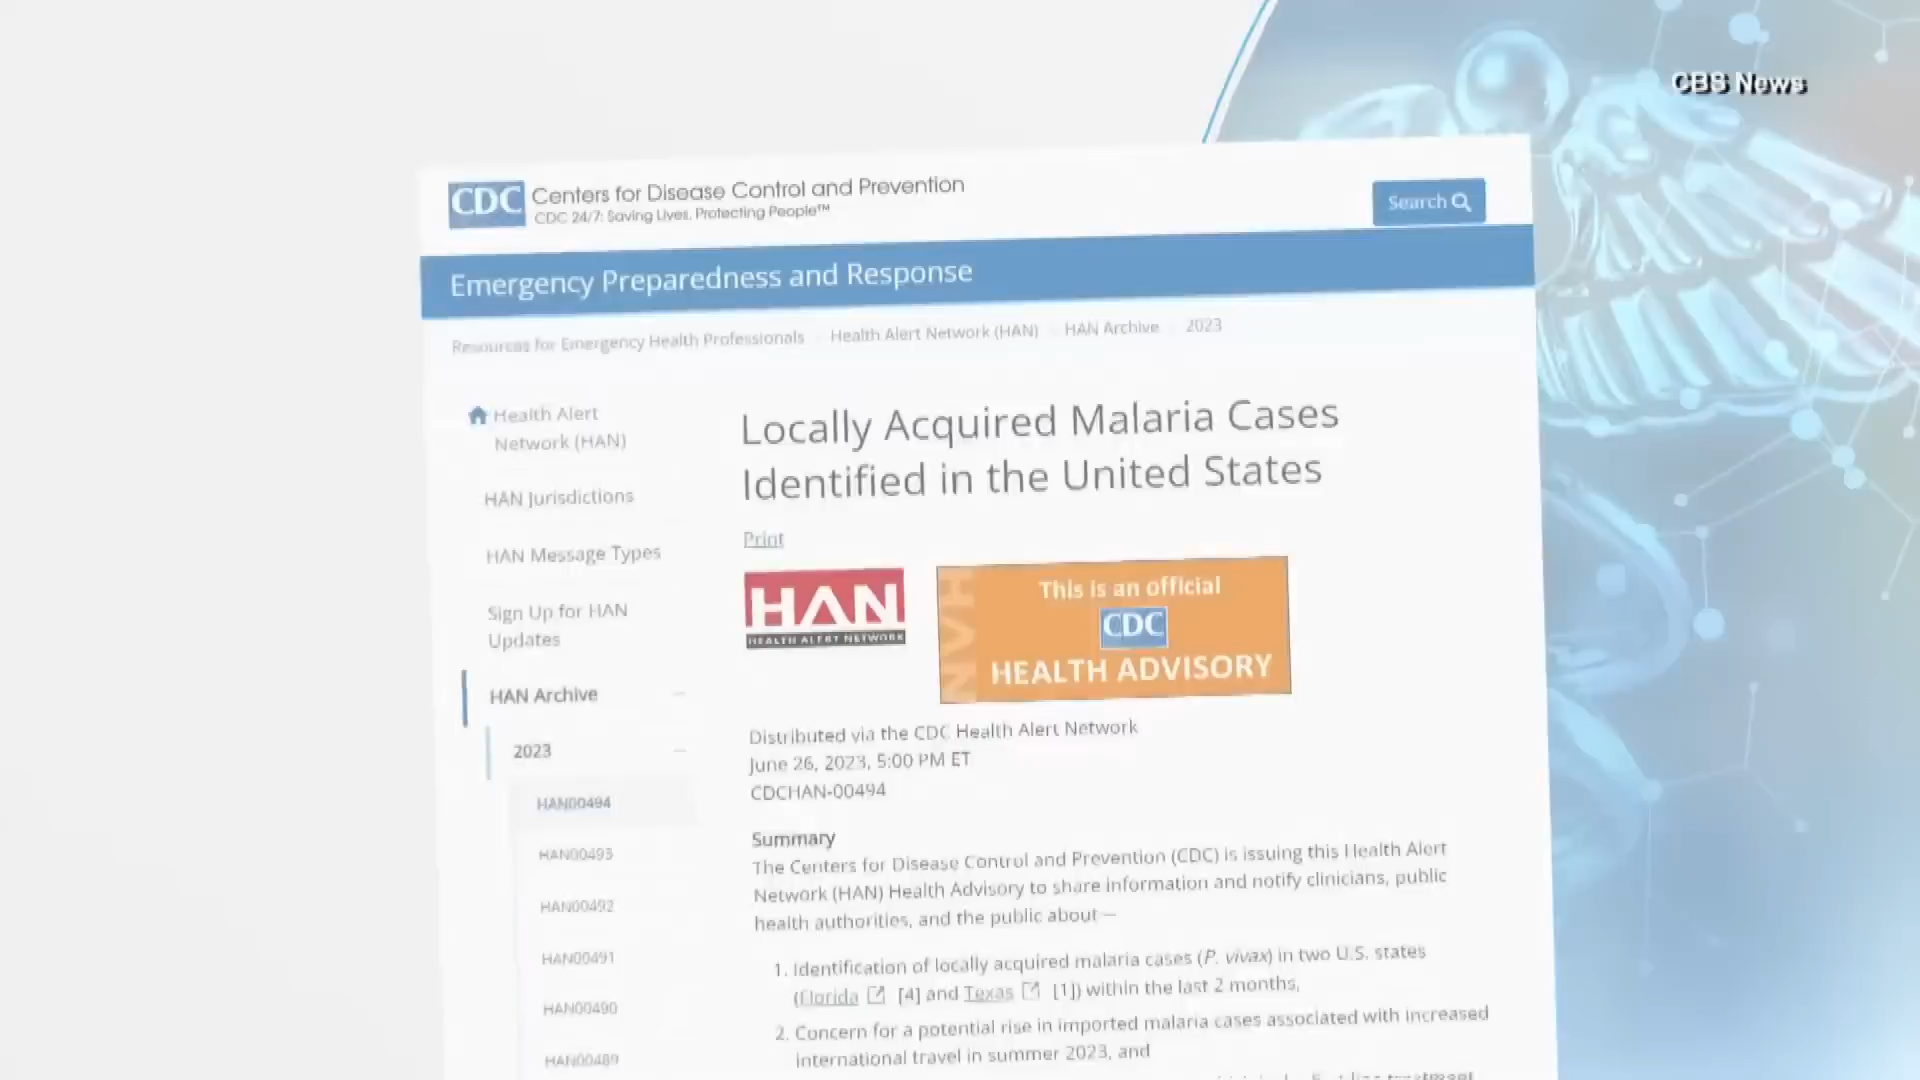 CBS News
CDC Centers for Disease Control and Prevention
CDC 24/7: Saving Lives. Protecting People™
Search
Emergency Preparedness and Response
Resources for Emergency Health Professionals Health Alert Network (HAN) HAN Archive 2023
Health Alert
Network (HAN)
HAN Jurisdictions
HAN Message Types
Sign Up for HAN
Updates
HAN Archive
2023
HAN00494
HAN00493
HAN00492
HAN00491
HAN00490
HAN00489
Locally Acquired Malaria Cases
Identified in the United States
Print
HAN
HEALTH ALERT NETWORK
HAN
This is an official
CDC
HEALTH ADVISORY
Distributed via the CDC Health Alert Network
June 26, 2023, 5:00 PM ET
CDCHAN-00494
Summary
The Centers for Disease Control and Prevention (CDC) is issuing this Health Alert
Network (HAN) Health Advisory to share information and notify clinicians, public
health authorities, and the public about—
1. Identification of locally acquired malaria cases (P. vivax) in two U.S. states
(Florida [4] and Texas [1]) within the last 2 months,
2. Concern for a potential rise in imported malaria cases associated with increased
international travel in summer 2023, and